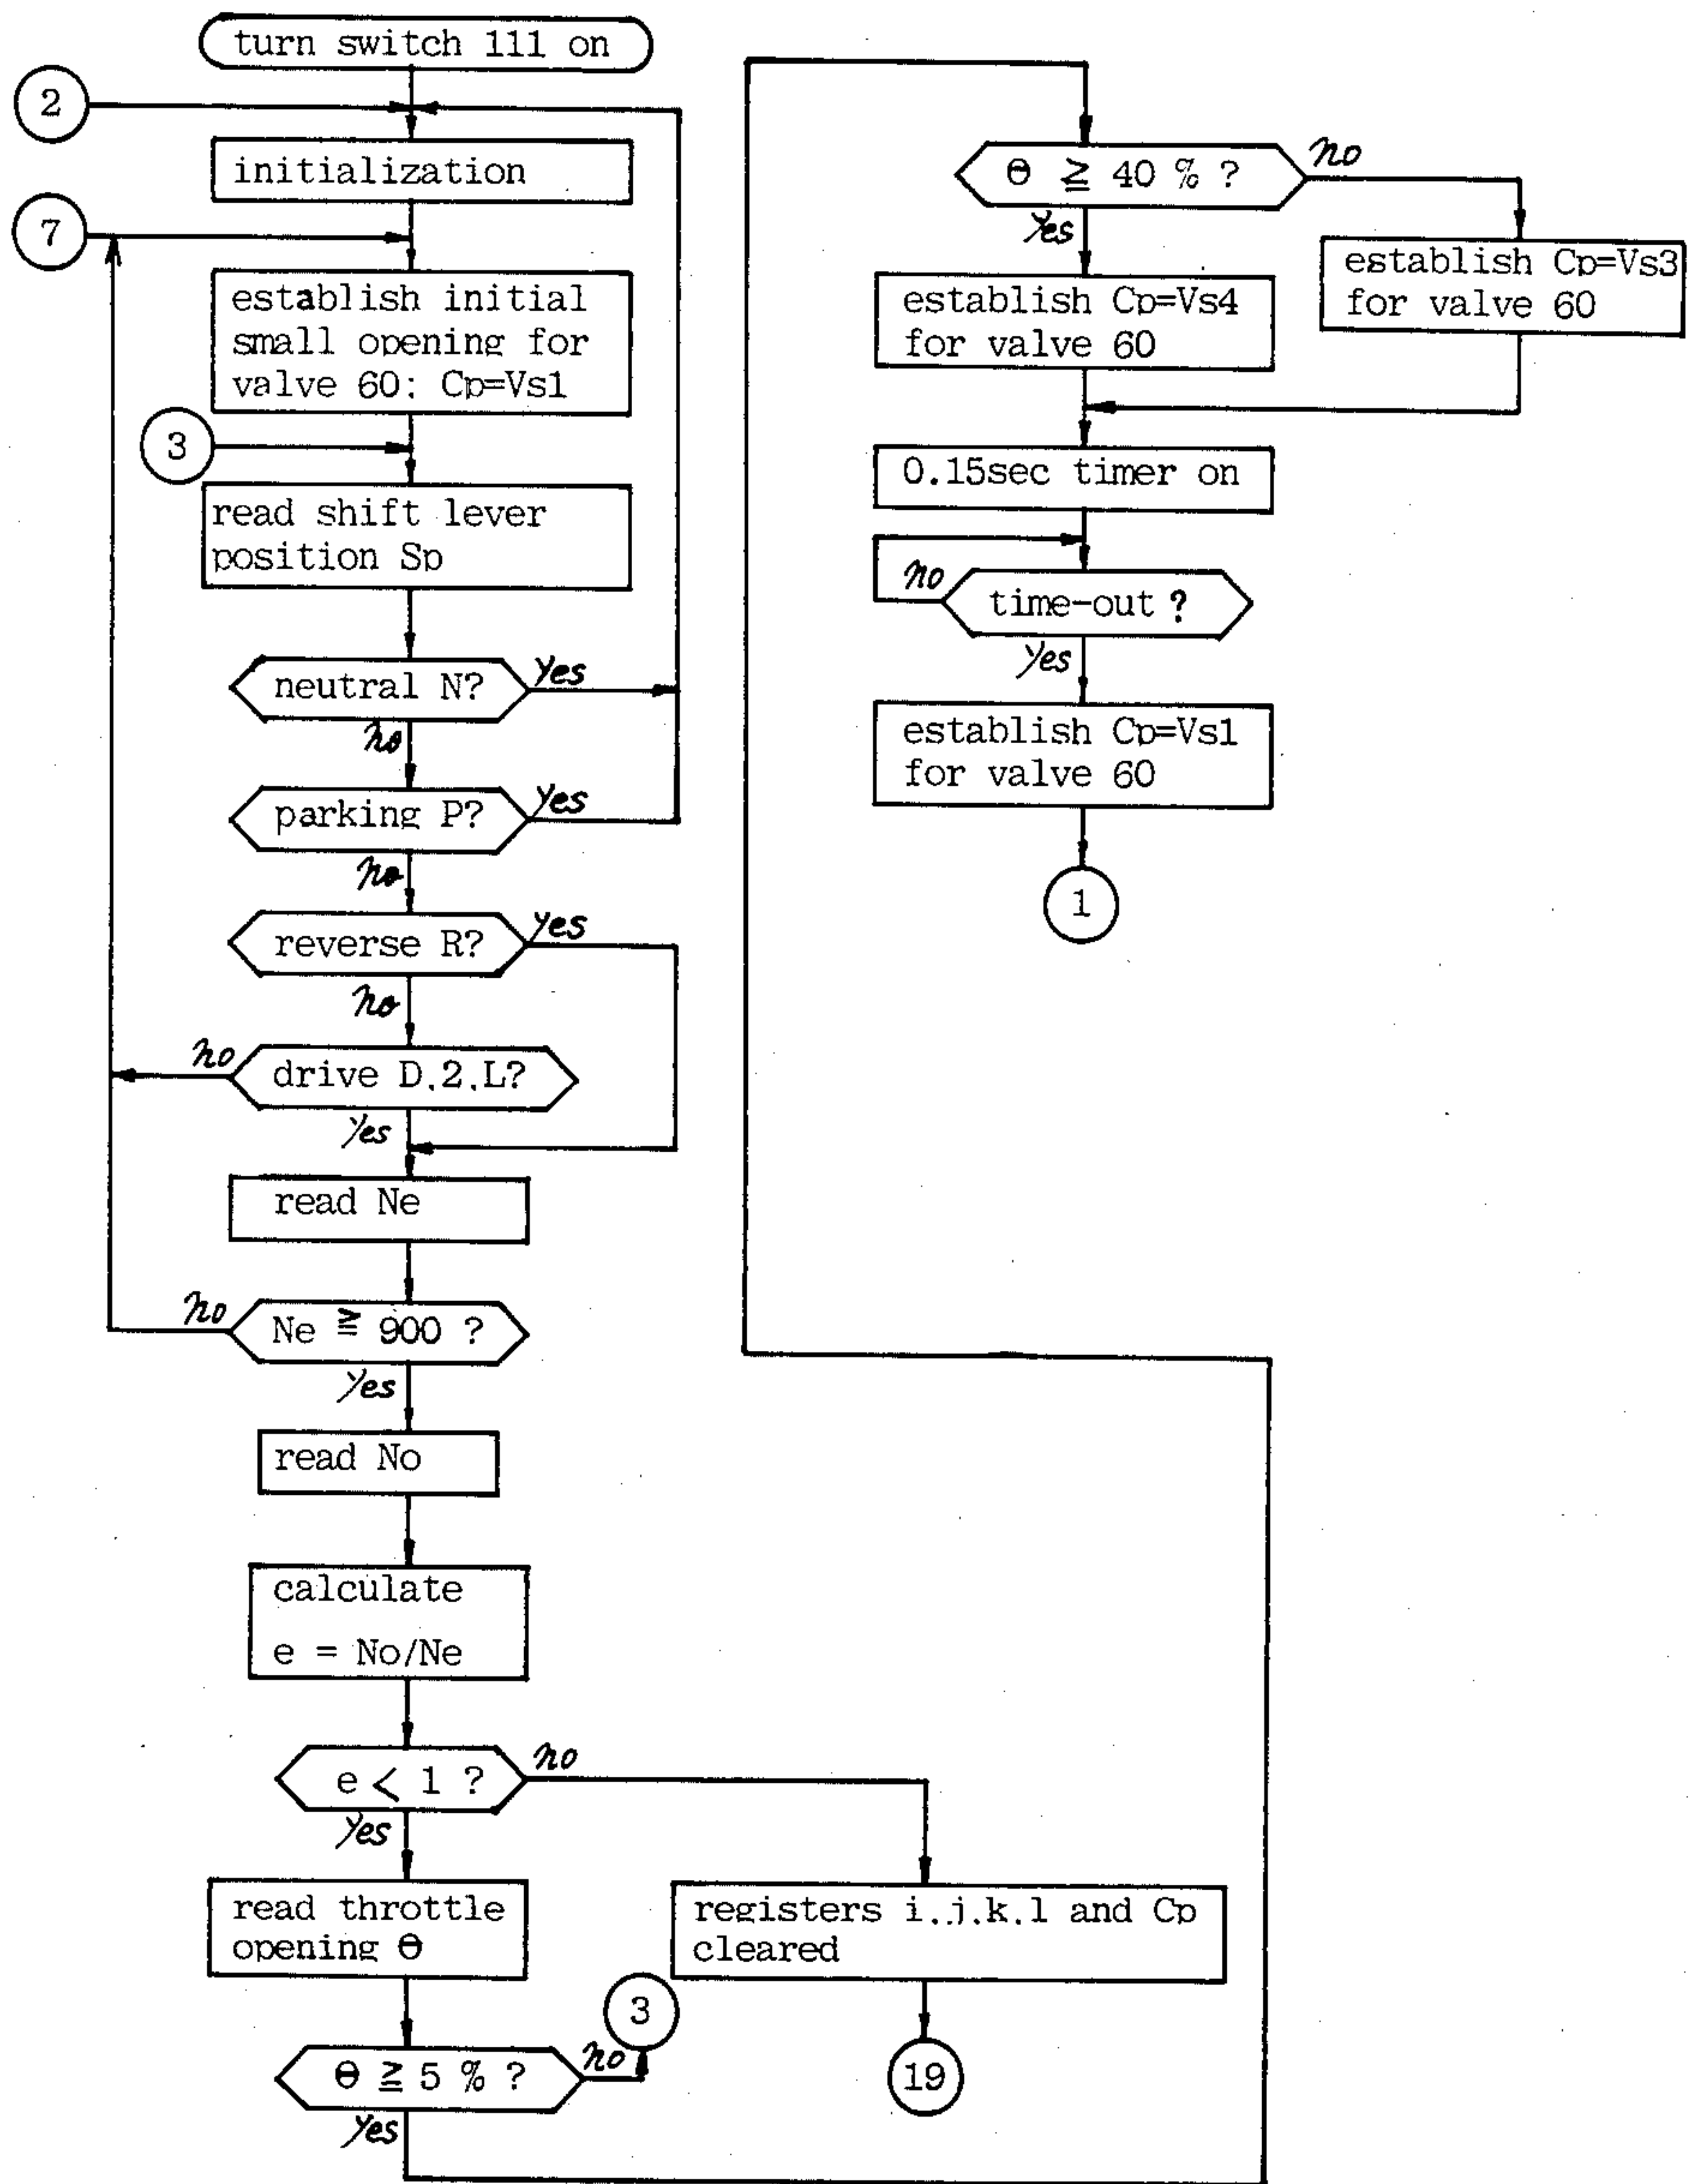 turn switch 111 on
2
initialization
7
establish initial
small opening for
valve 60: Cp=Vs1
3
read shift lever
position Sp
neutral N?
yes
no
parking P?
yes
no
reverse R?
yes
no
drive D.2.L?
no
yes
read Ne
Ne ≧ 900 ?
no
yes
read No
calculate
e = No/Ne
e < 1 ?
no
yes
read throttle
opening θ
registers i.j.k.l and Cp
cleared
3
19
θ ≧ 5 % ?
no
yes
θ ≧ 40 % ?
no
yes
establish Cp=Vs4
for valve 60
establish Cp=Vs3
for valve 60
0.15sec timer on
no
time-out ?
yes
establish Cp=Vs1
for valve 60
1